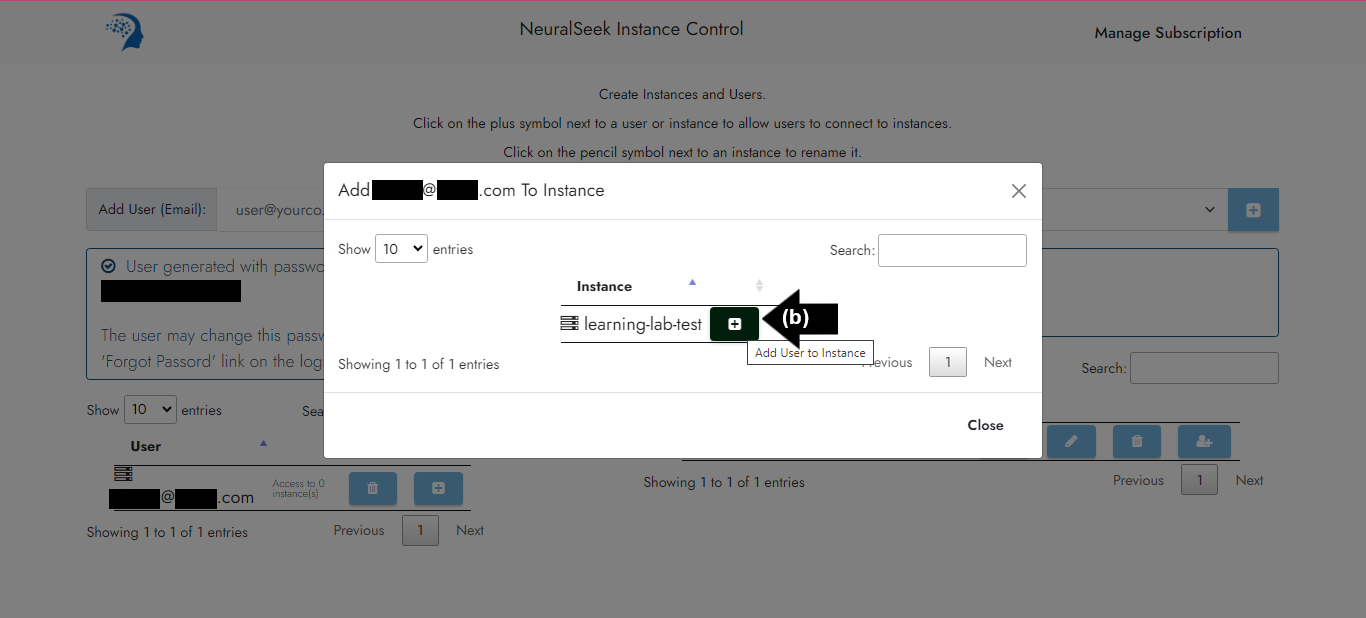 NeuralSeek Instance Control
Manage Subscription
Create Instances and Users.
Click on the plus symbol next to a user or instance to allow users to connect to instances.
Click on the pencil symbol next to an instance to rename it.
Add @ .com To Instance
Add User (Email):
user@yourco
Show 10 entries
Search:
User generated with
Instance
learning-lab-test
(b)
Add User to Instance
The user may change this
'Forgot Passord' link on the log
Showing 1 to 1 of 1 entries
1
Next
Search:
Show 10 entries
Close
User
@ .com
Access to 0
instance(s)
Showing 1 to 1 of 1 entries
Previous
1
Next
Showing 1 to 1 of 1 entries
Previous
1
Next